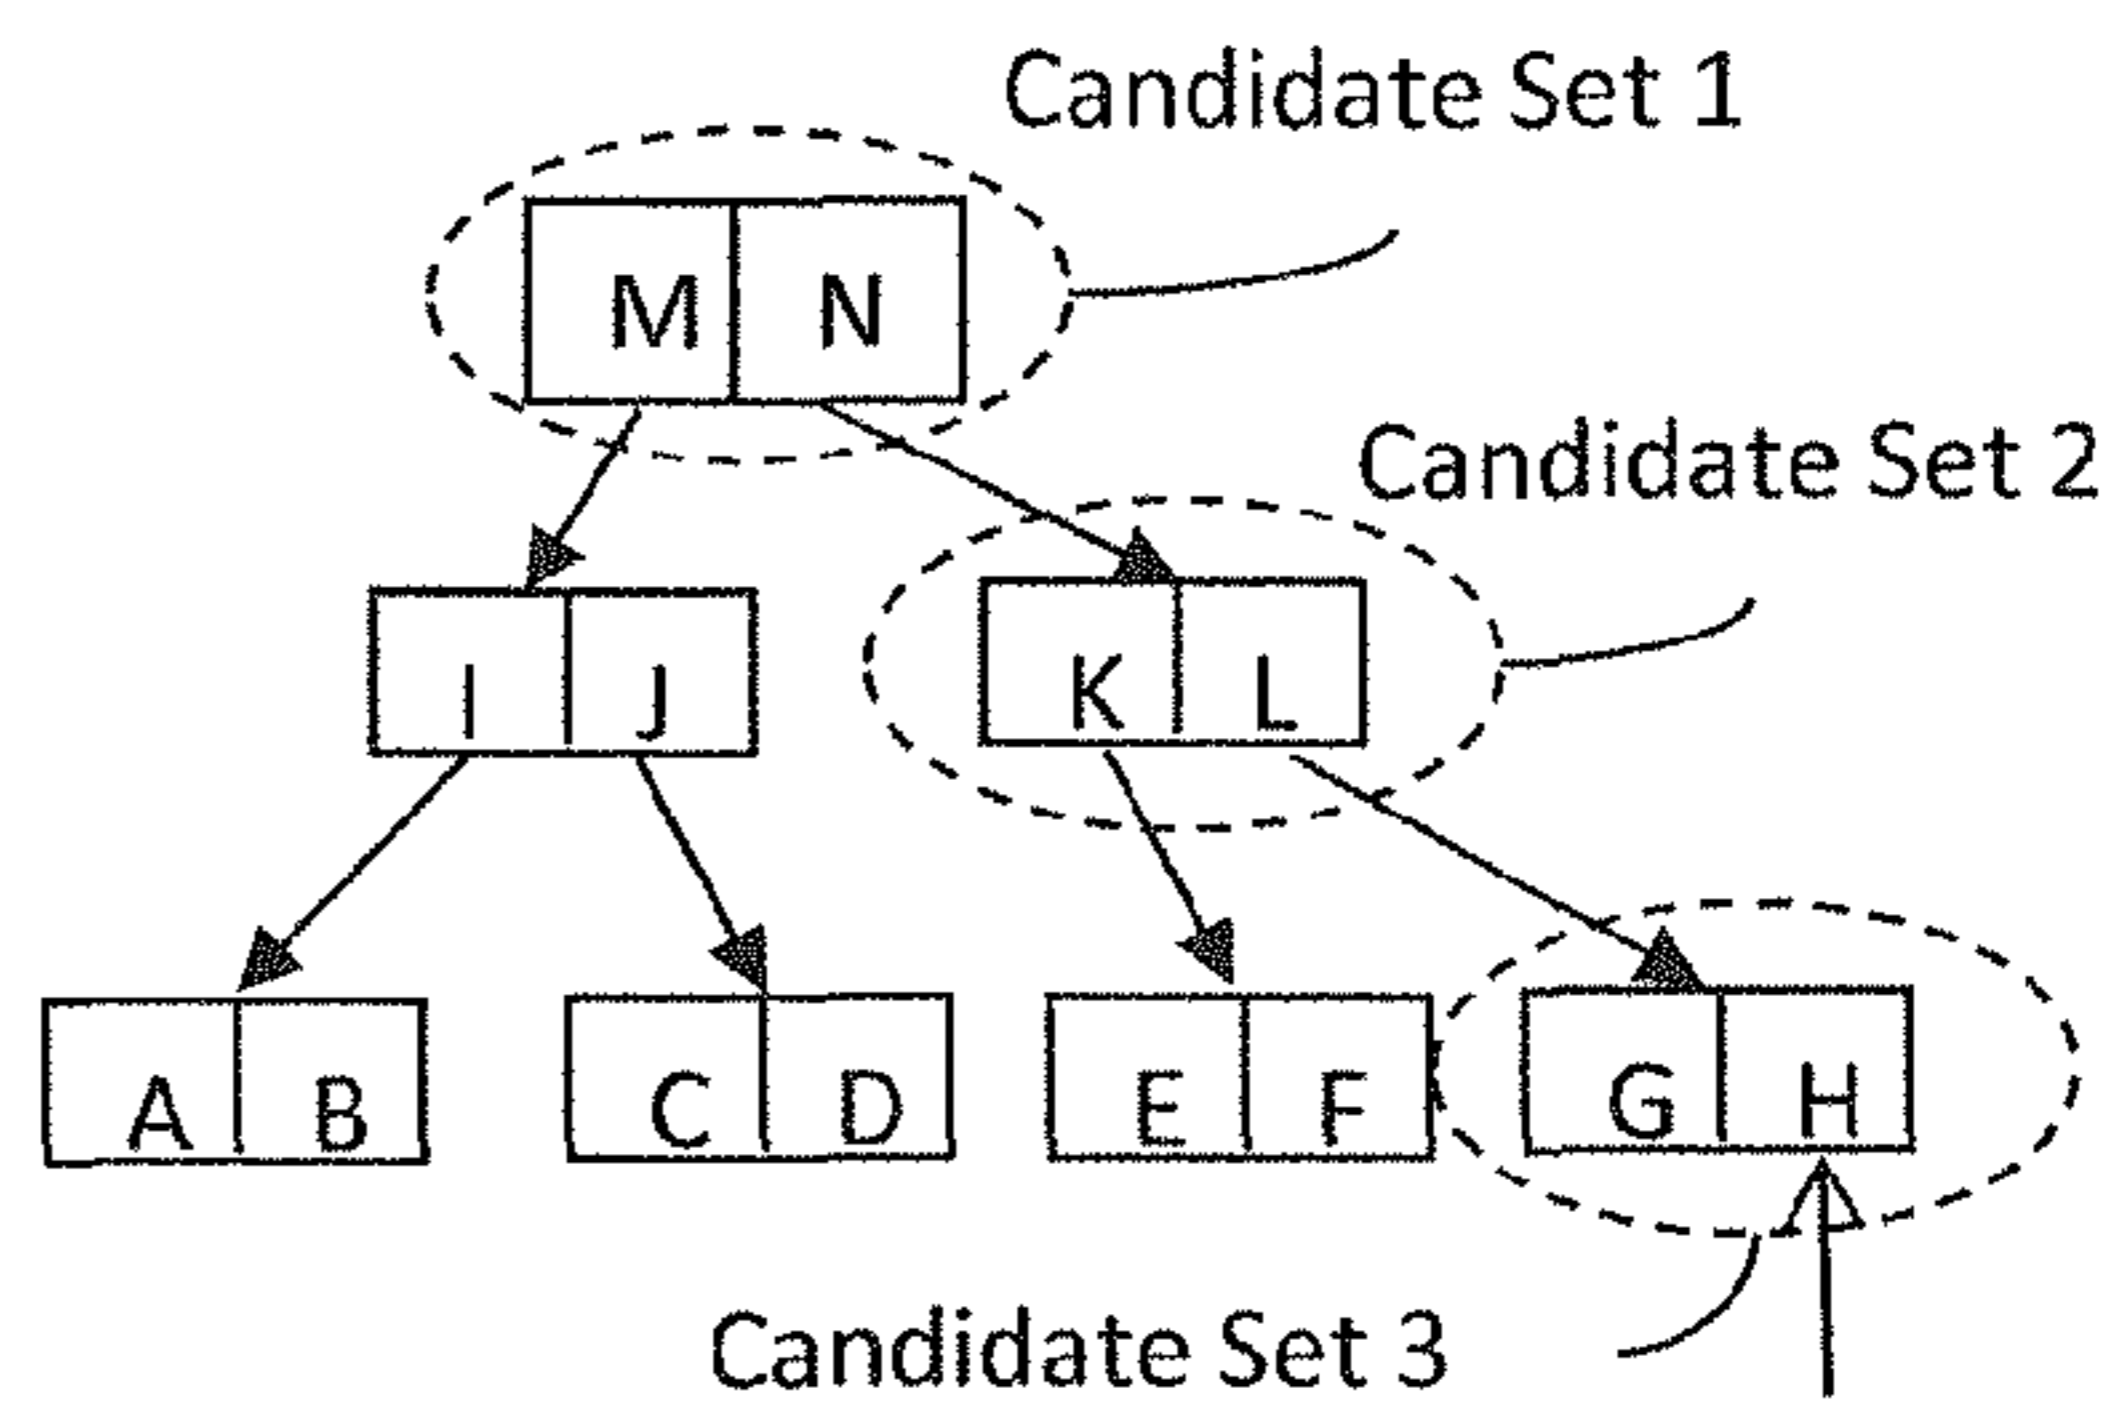 Candidate Set 1
M N
Candidate Set 2
I J K L
A B C D E F G H
Candidate Set 3